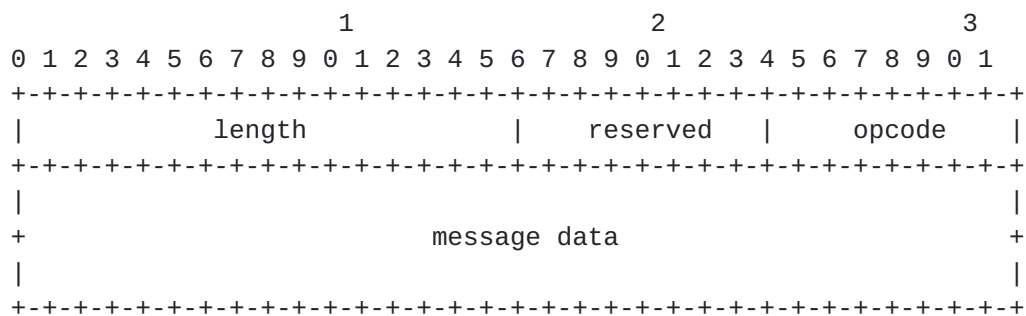 1                   2                   3
0 1 2 3 4 5 6 7 8 9 0 1 2 3 4 5 6 7 8 9 0 1 2 3 4 5 6 7 8 9 0 1
+-+-+-+-+-+-+-+-+-+-+-+-+-+-+-+-+-+-+-+-+-+-+-+-+-+-+-+-+-+-+-+-+
|            length             |    reserved   |     opcode    |
+-+-+-+-+-+-+-+-+-+-+-+-+-+-+-+-+-+-+-+-+-+-+-+-+-+-+-+-+-+-+-+-+
|                                                               |
+                          message data                         +
|                                                               |
+-+-+-+-+-+-+-+-+-+-+-+-+-+-+-+-+-+-+-+-+-+-+-+-+-+-+-+-+-+-+-+-+